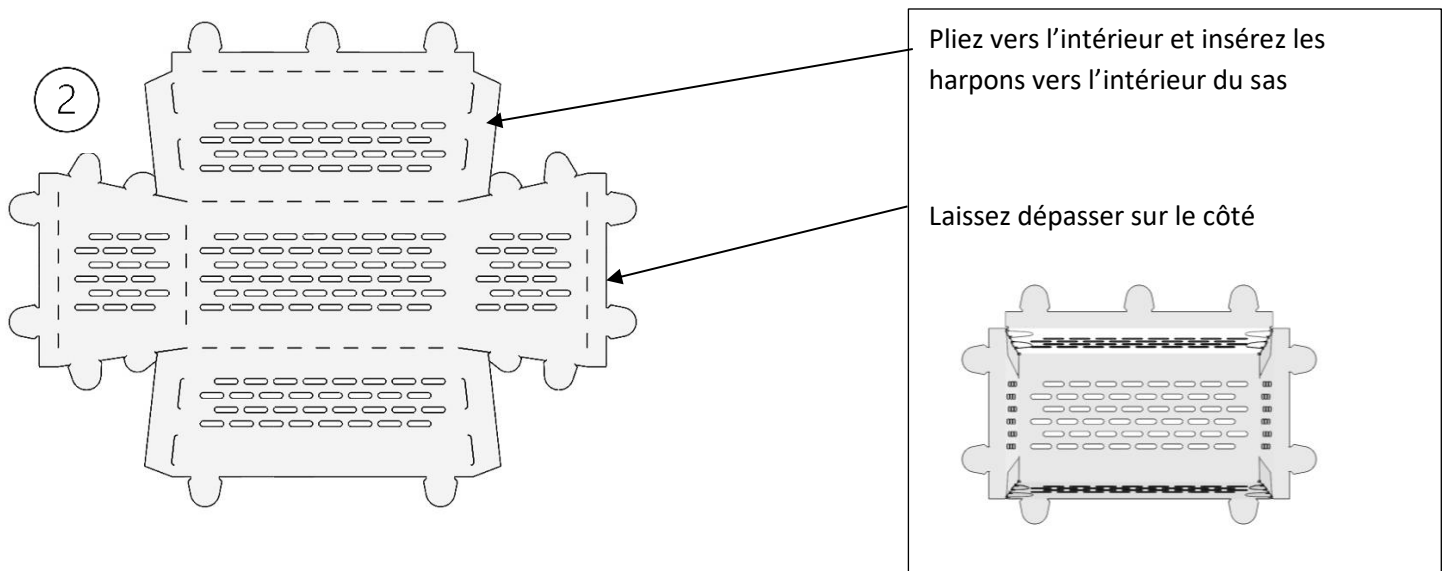 2
Pliez vers l’intérieur et insérez les
harpons vers l’intérieur du sas
Laissez dépasser sur le côté